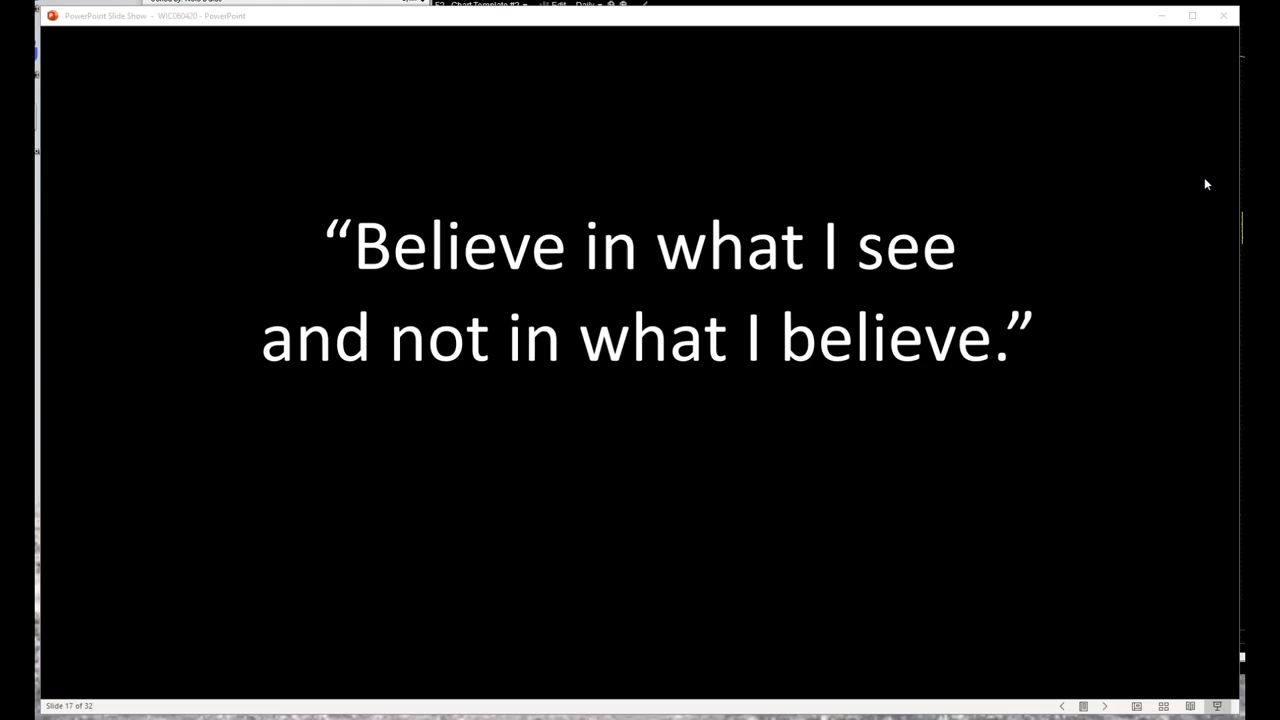 PowerPoint Slide Show - WIC080420 - PowerPoint
“Believe in what I see
and not in what I believe.”
Slide 17 of 32